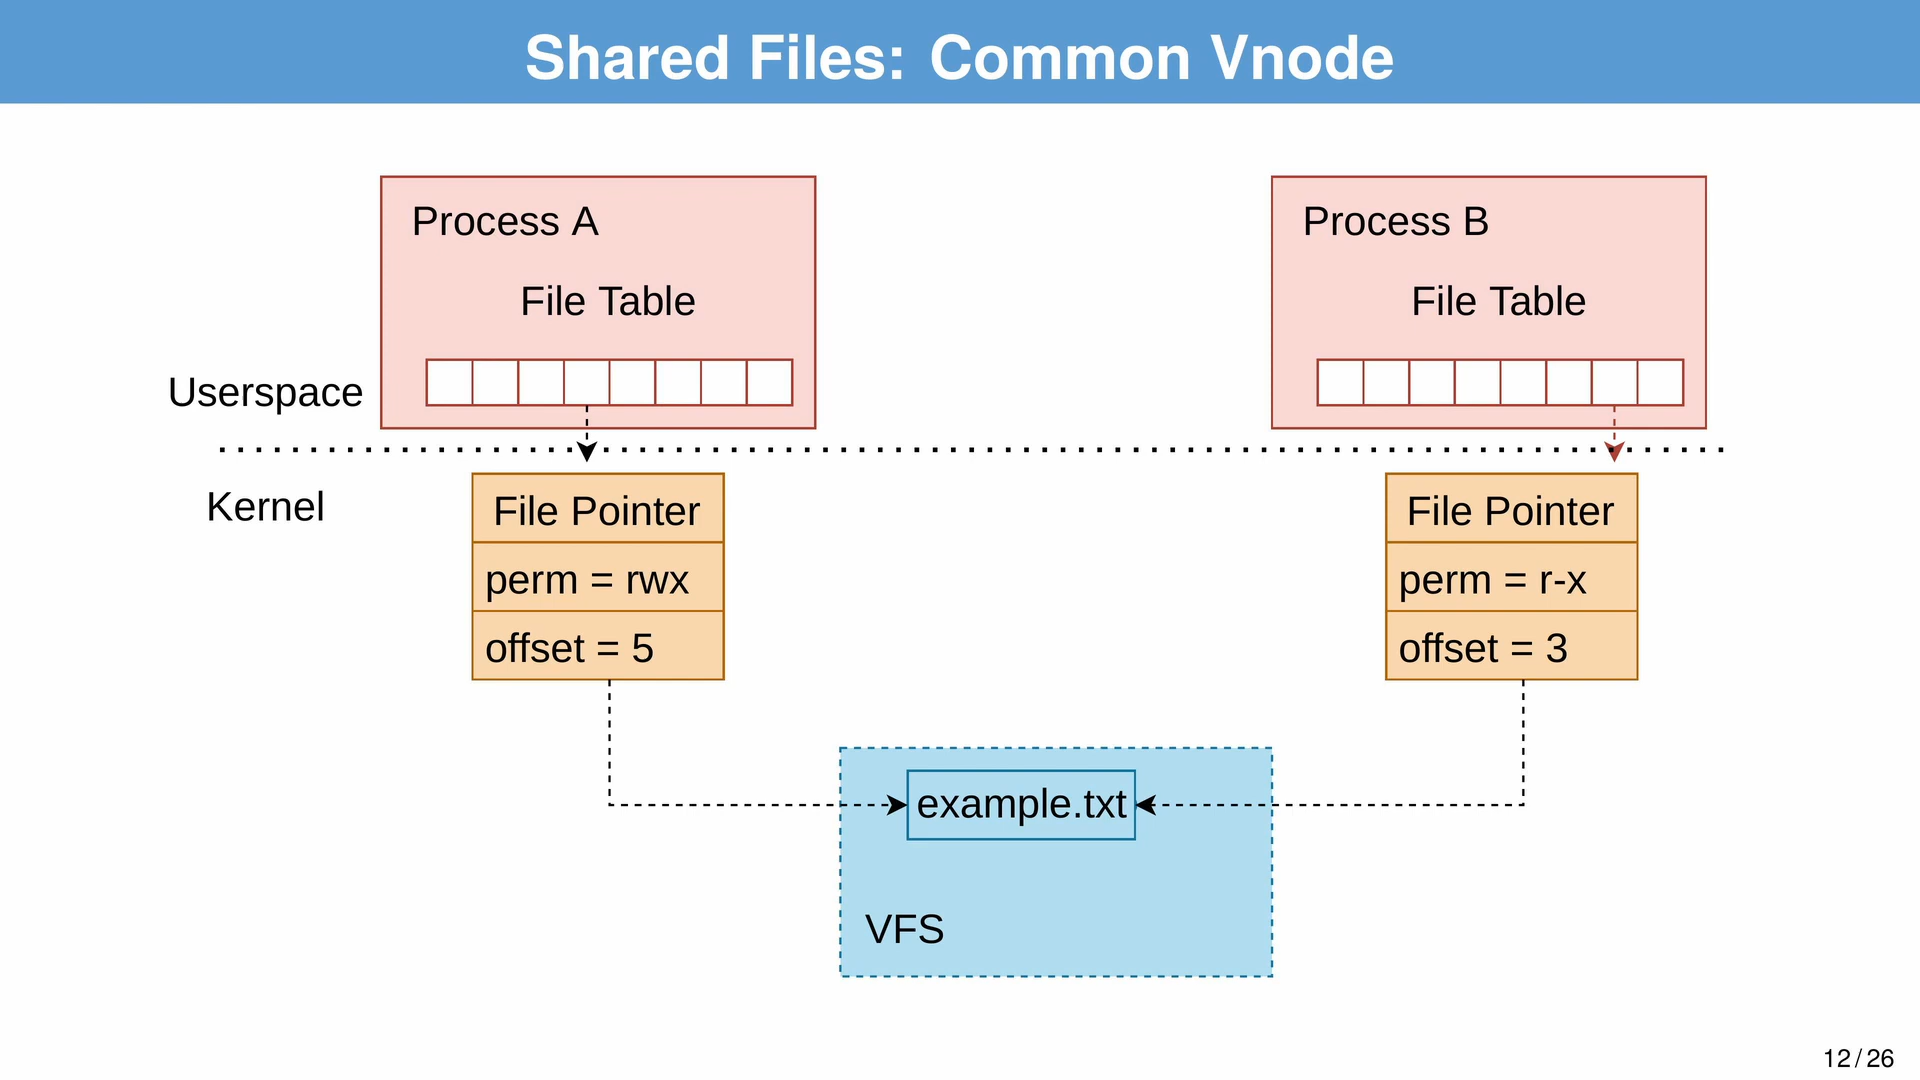 Shared Files: Common Vnode
Process A
File Table
Process B
File Table
Userspace
Kernel
File Pointer
perm = rwx
offset = 5
File Pointer
perm = r-x
offset = 3
example.txt
VFS
12 / 26